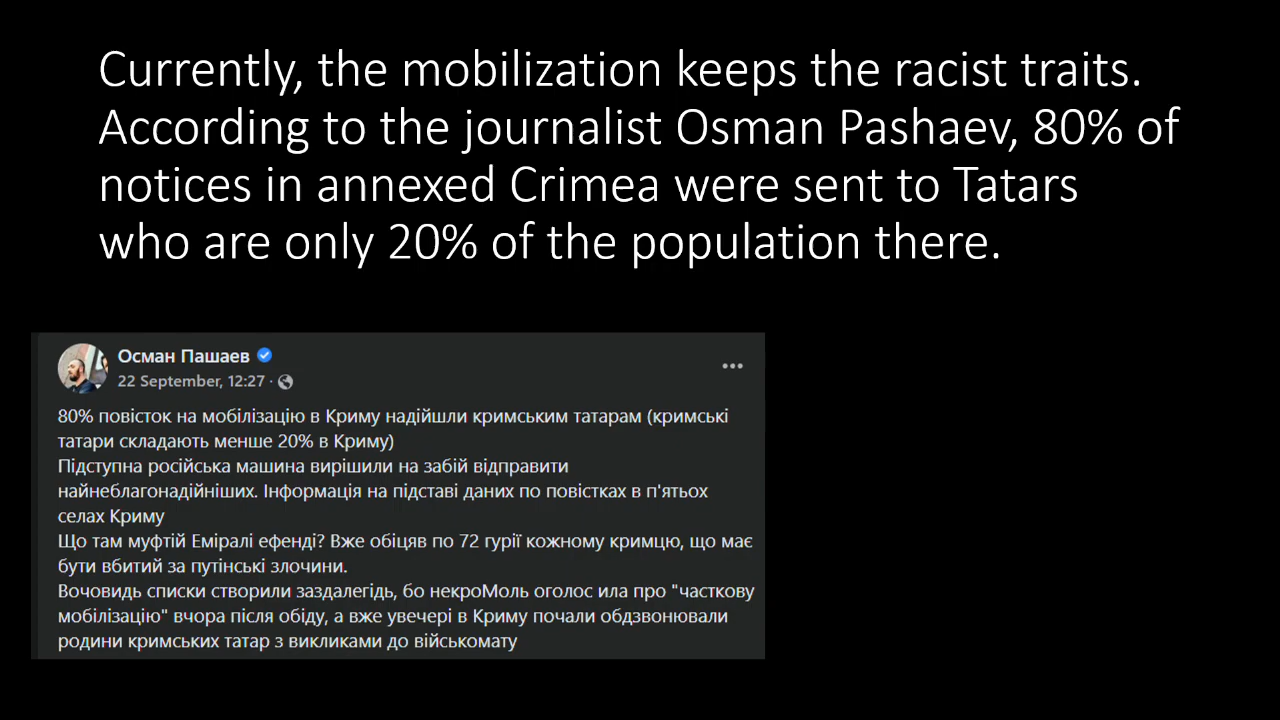 Currently, the mobilization keeps the racist traits.
According to the journalist Osman Pashaev, 80% of
notices in annexed Crimea were sent to Tatars
who are only 20% of the population there.
Осман Пашаев
22 September, 12:27 ·
80% повісток на мобілізацію в Криму надійшли кримським татарам (кримські
татари складають менше 20% в Криму)
Підступна російська машина вирішили на забій відправити
найнеблагонадійніших. Інформація на підставі даних по повістках в п'ятьох
селах Криму
Що там муфтій Еміралі ефенді? Вже обіцяв по 72 гурії кожному кримцю, що має
бути вбитий за путінські злочини.
Вочовидь списки створили заздалегідь, бо некроМоль оголос ила про "часткову
мобілізацію" вчора після обіду, а вже увечері в Криму почали обдзвонювали
родини кримських татар з викликами до військомату